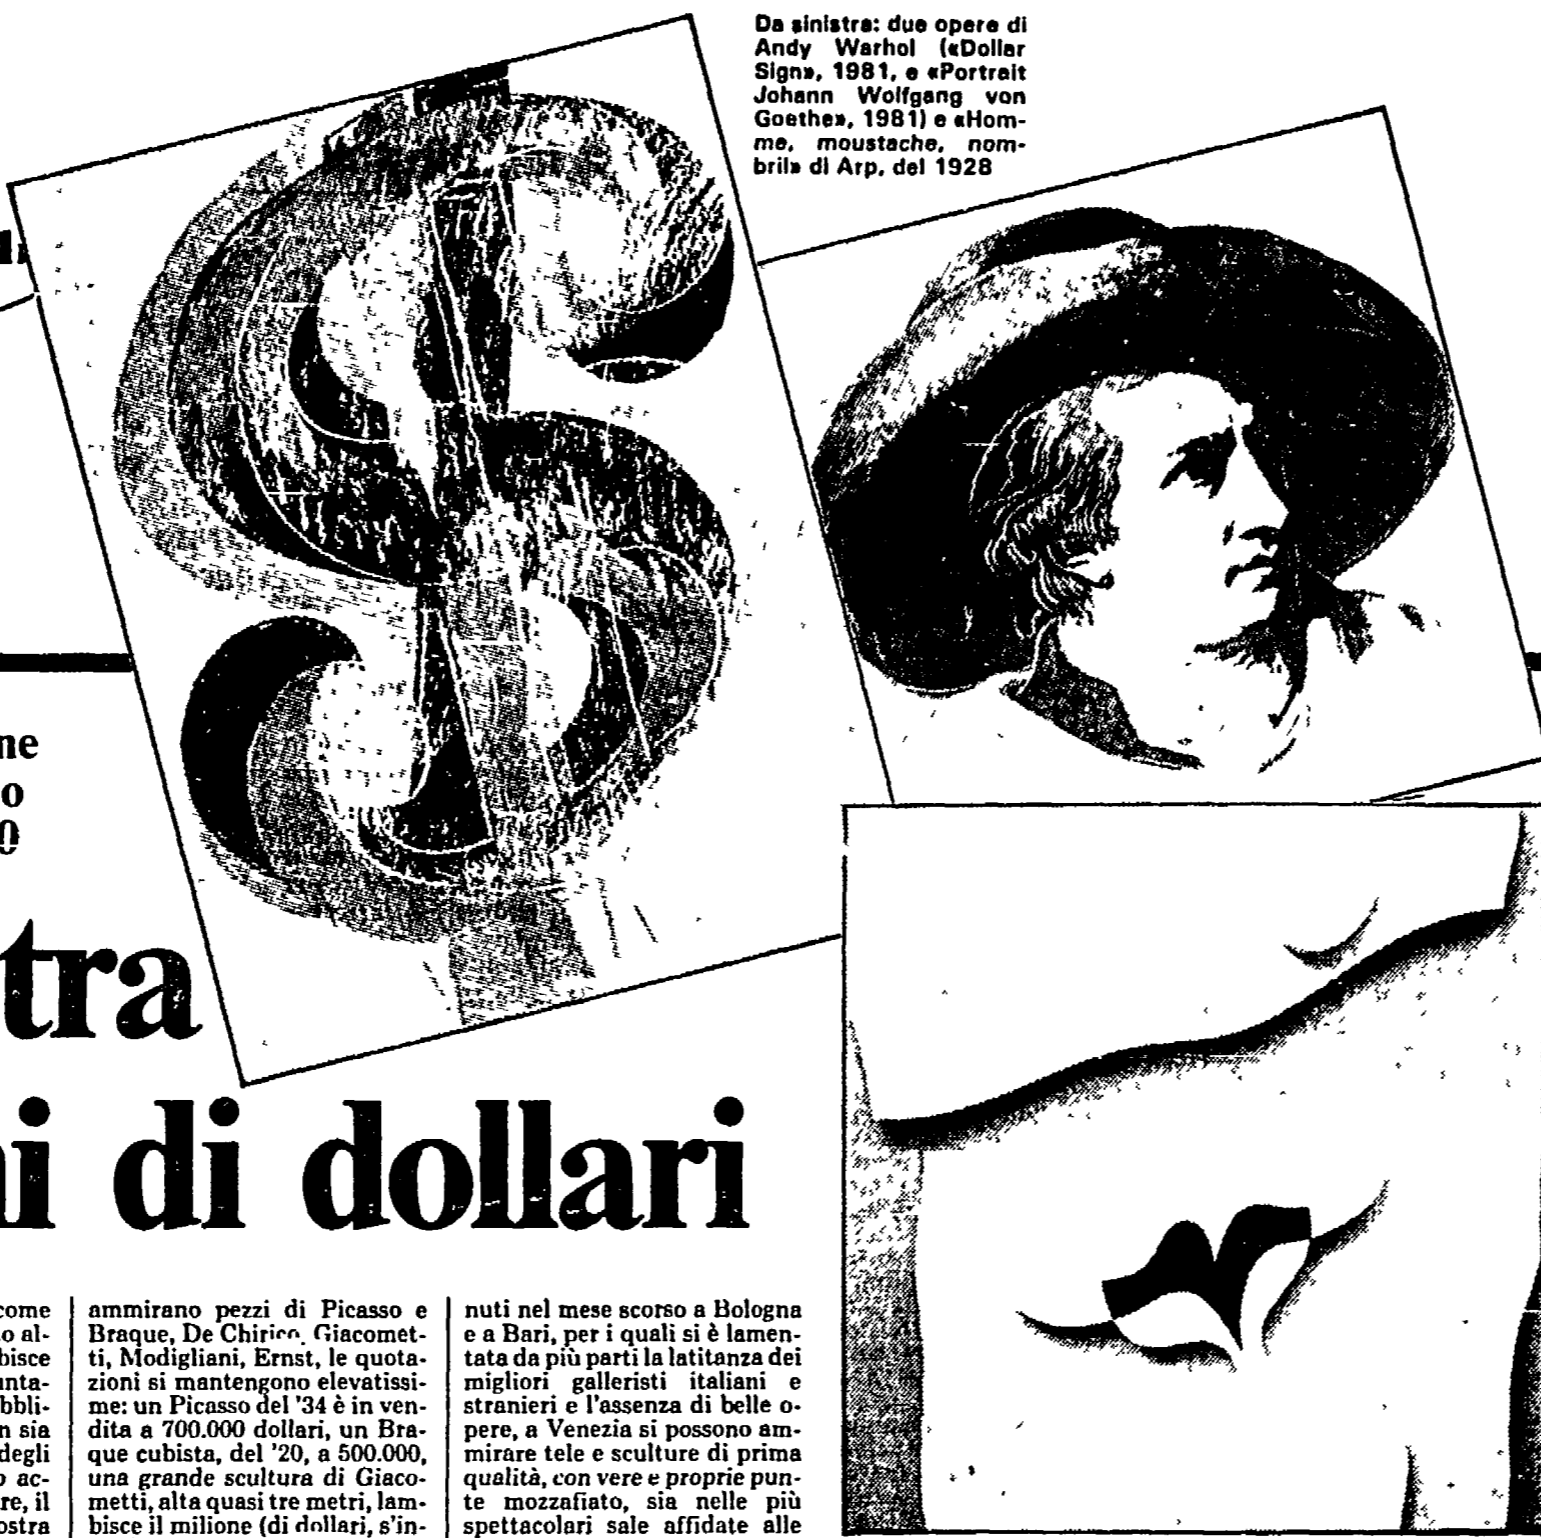 Da sinistra: due opere di
Andy Warhol («Dollar
Sign», 1981, e «Portrait
Johann Wolfgang von
Goethe», 1981) e «Hom-
me, moustache, nom-
bril» di Arp, del 1928
ne
o
0
tra
ni di dollari
come
o al-
bisce
unta-
bbli-
n sia
degli
o ac-
re, il
ostra
ammirano pezzi di Picasso e
Braque, De Chirico, Giacomet-
ti, Modigliani, Ernst, le quota-
zioni si mantengono elevatissi-
me: un Picasso del '34 è in ven-
dita a 700.000 dollari, un Bra-
que cubista, del '20, a 500.000,
una grande scultura di Giaco-
metti, alta quasi tre metri, lam-
bisce il milione (di dollari, s'in-
nuti nel mese scorso a Bologna
e a Bari, per i quali si è lamen-
tata da più parti la latitanza dei
migliori galleristi italiani e
stranieri e l'assenza di belle o-
pere, a Venezia si possono am-
mirare tele e sculture di prima
qualità, con vere e proprie pun-
te mozzafiato, sia nelle più
spettacolari sale affidate alle